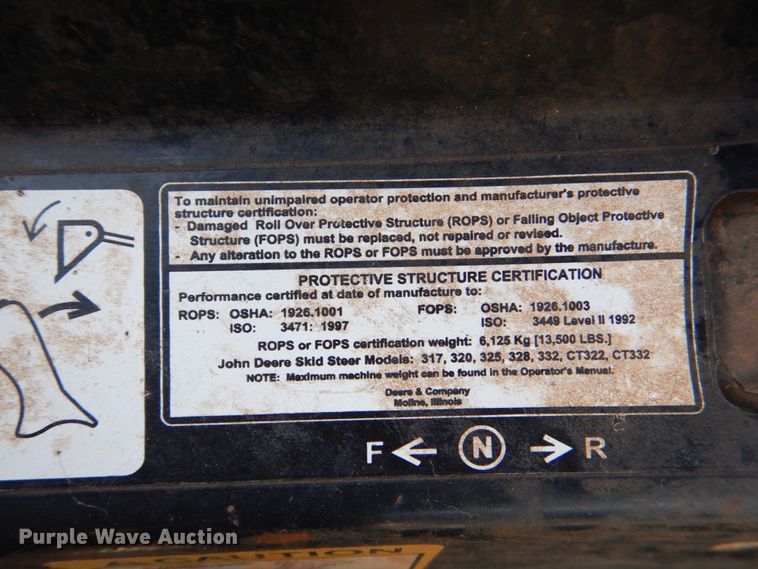 To maintain unimpaired operator protection and manufacturer's protective
structure certification:
- Damaged Roll Over Protective Structure (ROPS) or Falling Object Protective
Structure (FOPS) must be replaced, not repaired or revised.
- Any alteration to the ROPS or FOPS must be approved by the manufacture.
PROTECTIVE STRUCTURE CERTIFICATION
Performance certified at date of manufacture to:
ROPS: OSHA: 1926.1001 FOPS: OSHA: 1926.1003
ISO: 3471: 1997 ISO: 3449 Level II 1992
ROPS or FOPS certification weight: 6,125 Kg [13,500 LBS.]
John Deere Skid Steer Models: 317, 320, 325, 328, 332, CT322, CT332
NOTE: Maximum machine weight can be found in the Operator's Manual.
Deere & Company
Moline, Illinois
F ← N → R
Purple Wave Auction
CAUTION